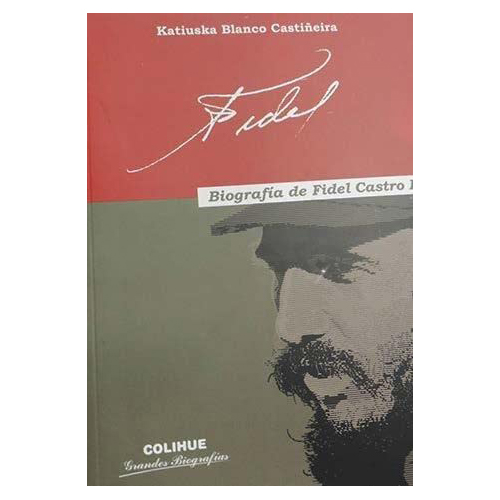 Katiuska Blanco Castiñeira
Fidel
Biografía de Fidel Castro
COLIHUE
Grandes Biografías